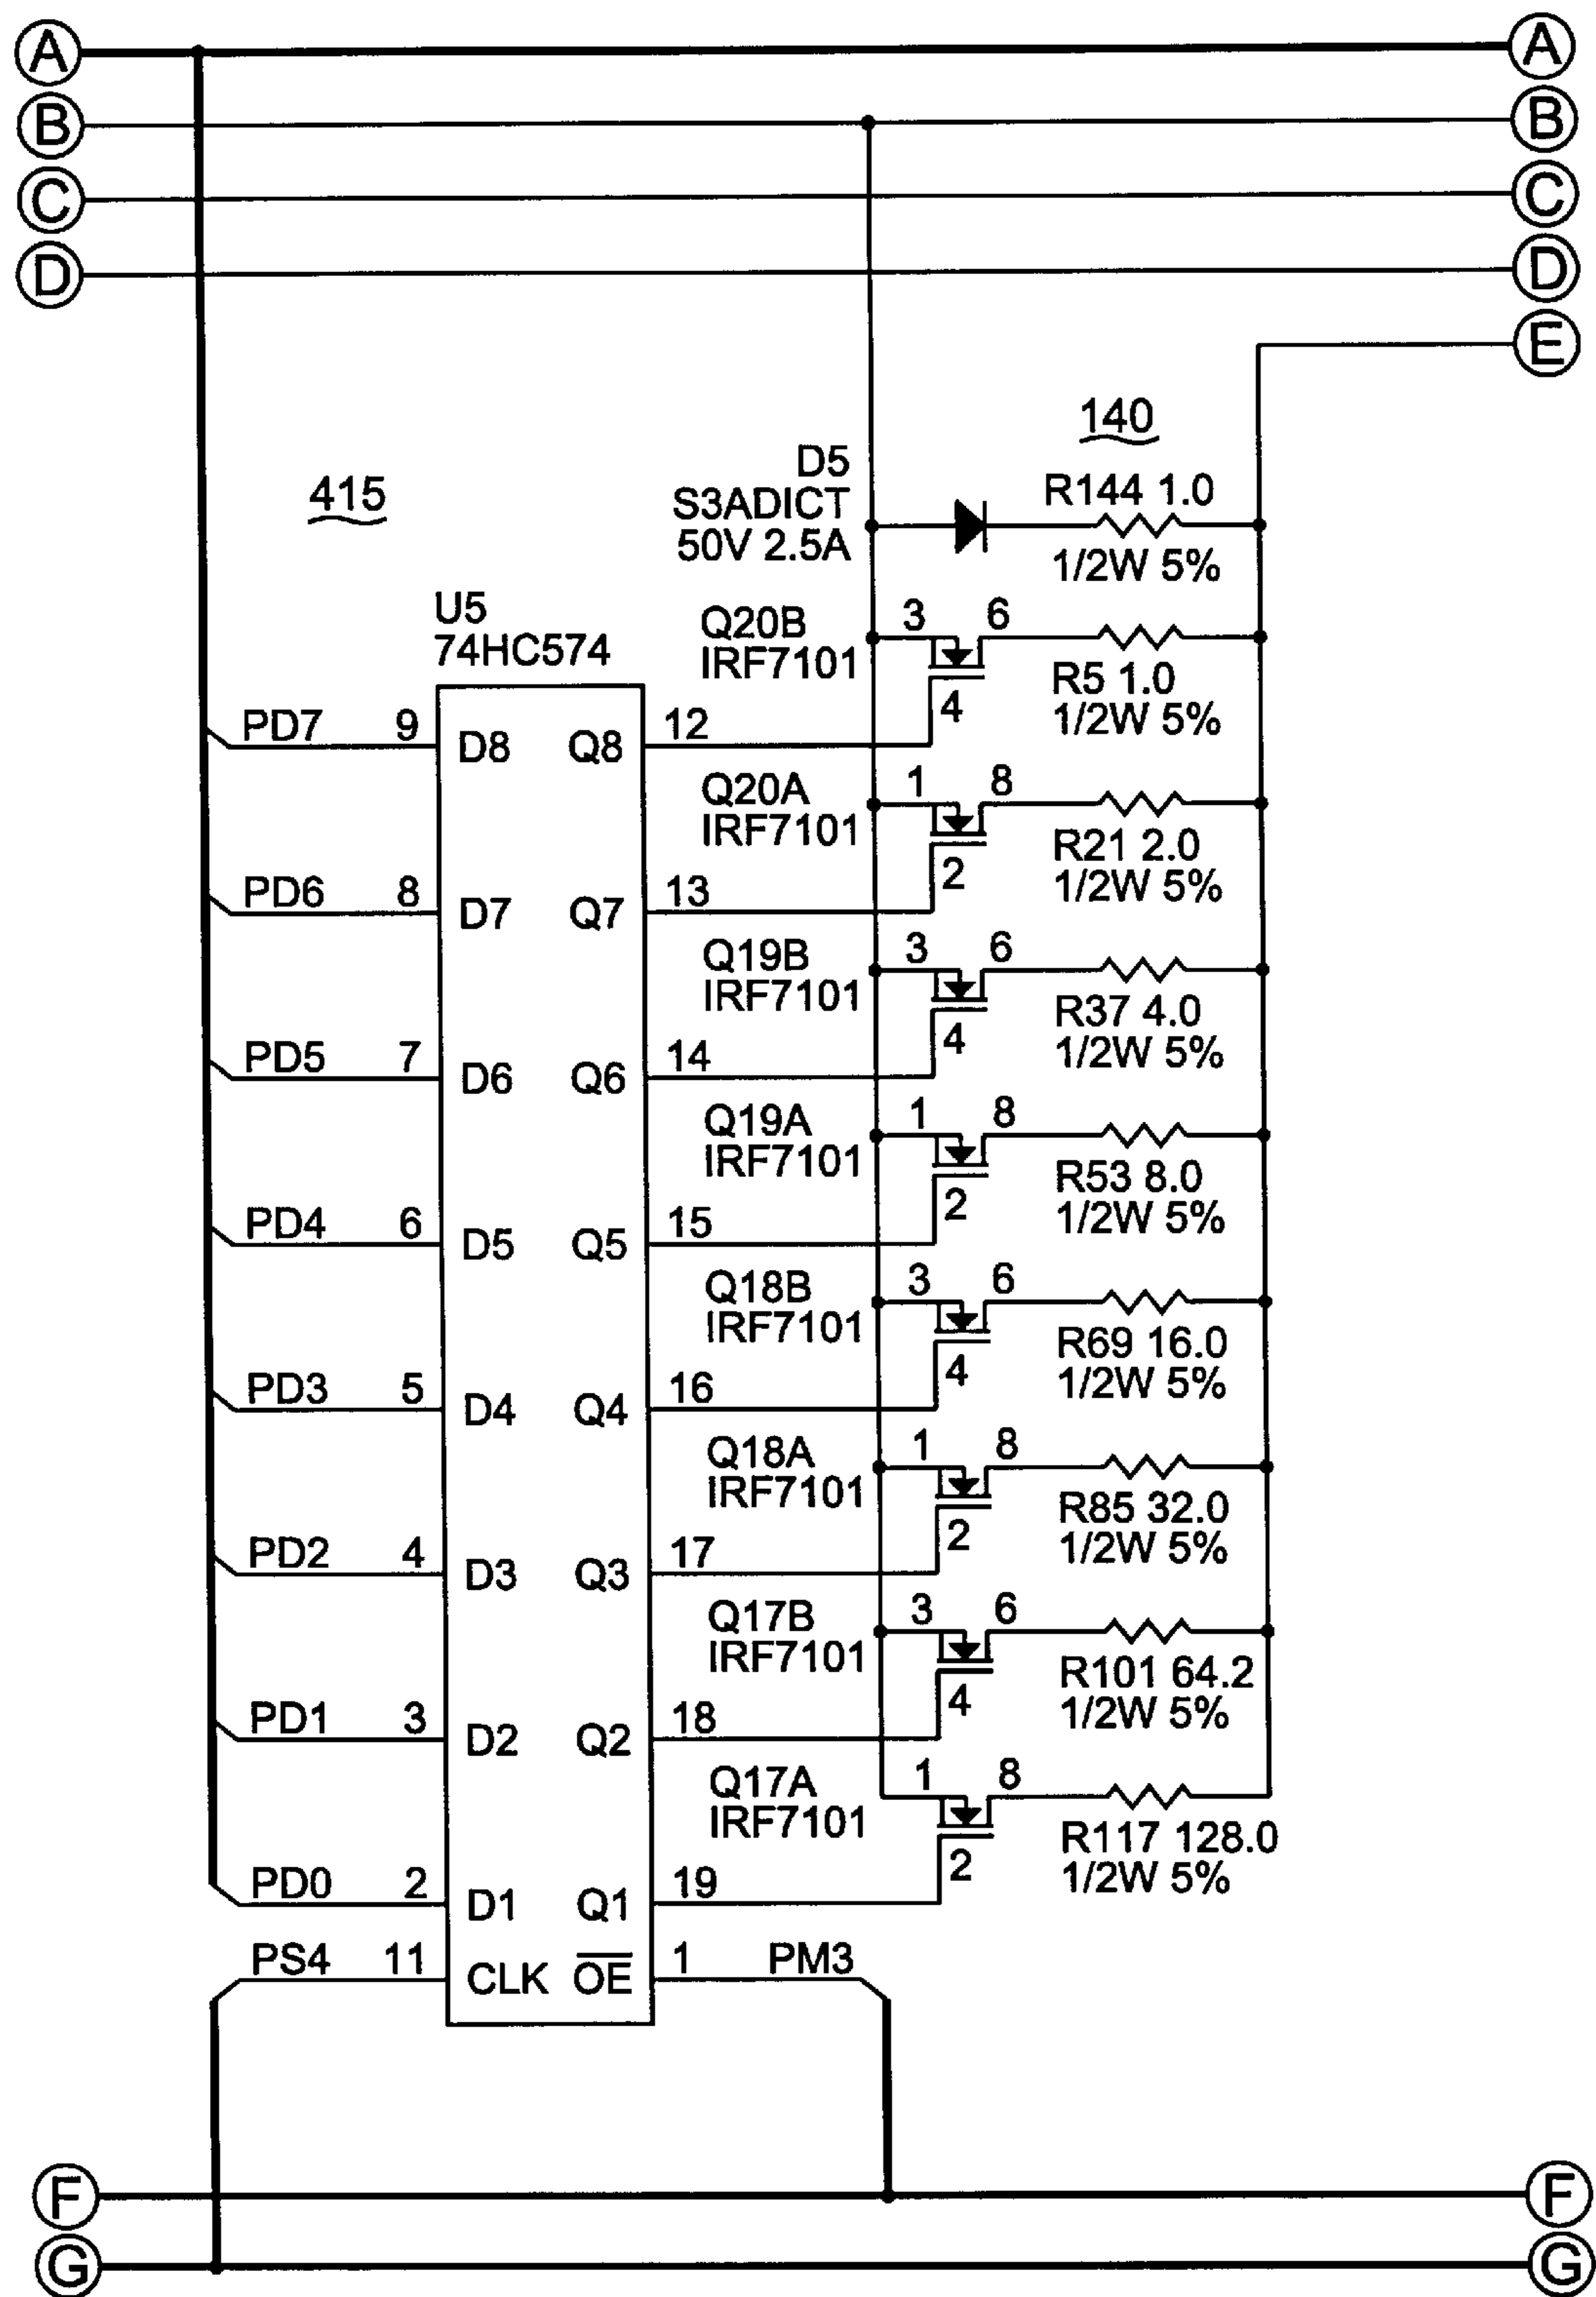 A A
B B
C C
D D
E
140
D5
S3ADICT
50V 2.5A
R144 1.0
1/2W 5%
415
U5
74HC574
Q20B
IRF7101
3 6
4
R5 1.0
1/2W 5%
PD7 9 D8 Q8 12
Q20A
IRF7101
1 8
2
R21 2.0
1/2W 5%
PD6 8 D7 Q7 13
Q19B
IRF7101
3 6
4
R37 4.0
1/2W 5%
PD5 7 D6 Q6 14
Q19A
IRF7101
1 8
2
R53 8.0
1/2W 5%
PD4 6 D5 Q5 15
Q18B
IRF7101
3 6
4
R69 16.0
1/2W 5%
PD3 5 D4 Q4 16
Q18A
IRF7101
1 8
2
R85 32.0
1/2W 5%
PD2 4 D3 Q3 17
Q17B
IRF7101
3 6
4
R101 64.2
1/2W 5%
PD1 3 D2 Q2 18
Q17A
IRF7101
1 8
2
R117 128.0
1/2W 5%
PD0 2 D1 Q1 19
PS4 11 CLK OE 1 PM3
F F
G G